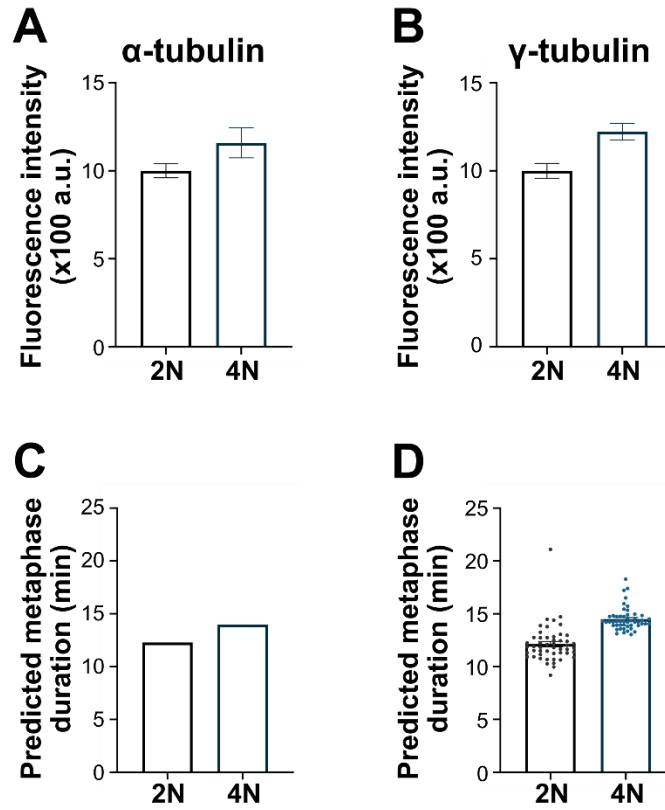 A
α-tubulin
Fluorescence intensity
(x100 a.u.)
15
10
5
0
2N 4N
B
γ-tubulin
Fluorescence intensity
(x100 a.u.)
15
10
5
0
2N 4N
C
Predicted metaphase
duration (min)
25
20
15
10
5
0
2N 4N
D
Predicted metaphase
duration (min)
25
20
15
10
5
0
2N 4N